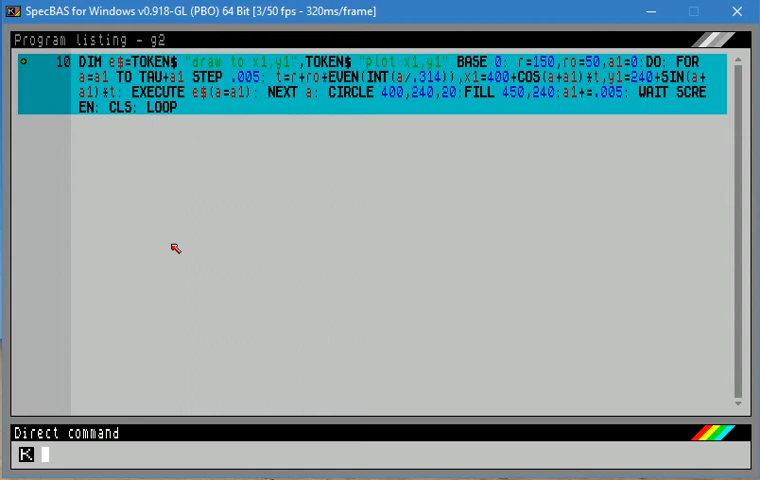 SpecBAS for Windows v0.918-GL (PBO) 64 Bit [3/50 fps - 320ms/frame]
Program listing - g2
10 DIM e$=TOKEN$ "draw to x1,y1",TOKEN$ "plot x1,y1" BASE 0: r=150,ro=50,a1=0:DO: FOR
a=a1 TO TAU+a1 STEP .005: t=r+ro*EVEN(INT(a/.314)),x1=400+COS(a+a1)*t,y1=240+SIN(a+
a1)*t: EXECUTE e$(a=a1): NEXT a: CIRCLE 400,240,20:FILL 450,240:a1+=.005: WAIT SCRE
EN: CLS: LOOP
Direct command
K